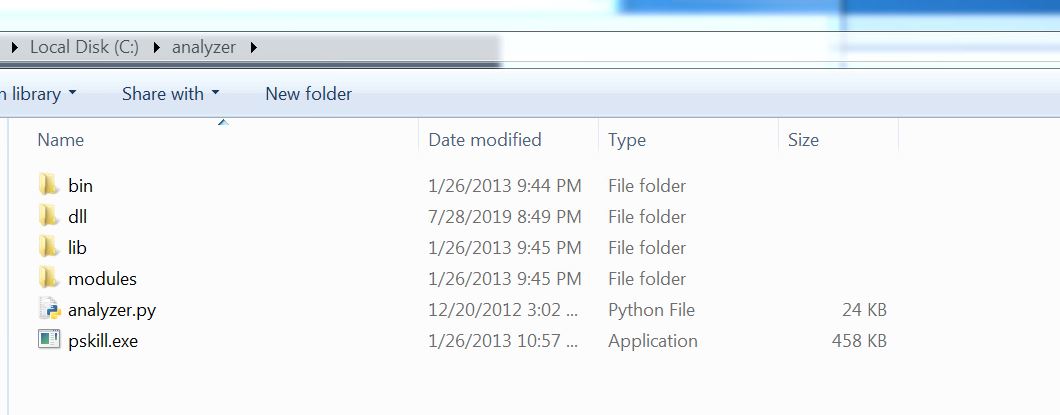 Local Disk (C:) analyzer
library Share with New folder
Name Date modified Type Size
bin 1/26/2013 9:44 PM File folder
dll 7/28/2019 8:49 PM File folder
lib 1/26/2013 9:45 PM File folder
modules 1/26/2013 9:45 PM File folder
analyzer.py 12/20/2012 3:02 ... Python File 24 KB
pskill.exe 1/26/2013 10:57 ... Application 458 KB